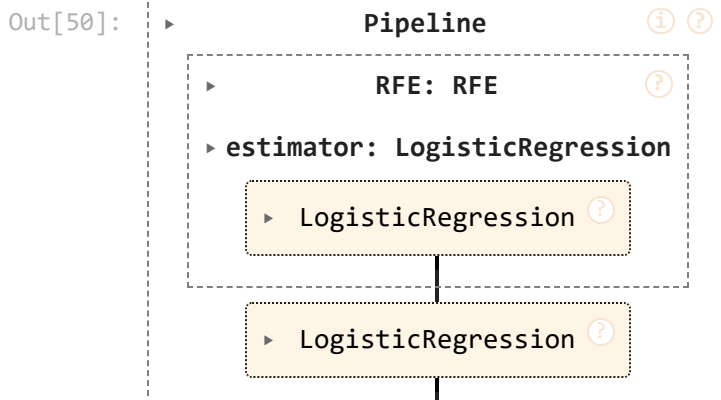 Out[50]: ▸ Pipeline i ?
▸ RFE: RFE ?
▸ estimator: LogisticRegression
▸ LogisticRegression ?
▸ LogisticRegression ?